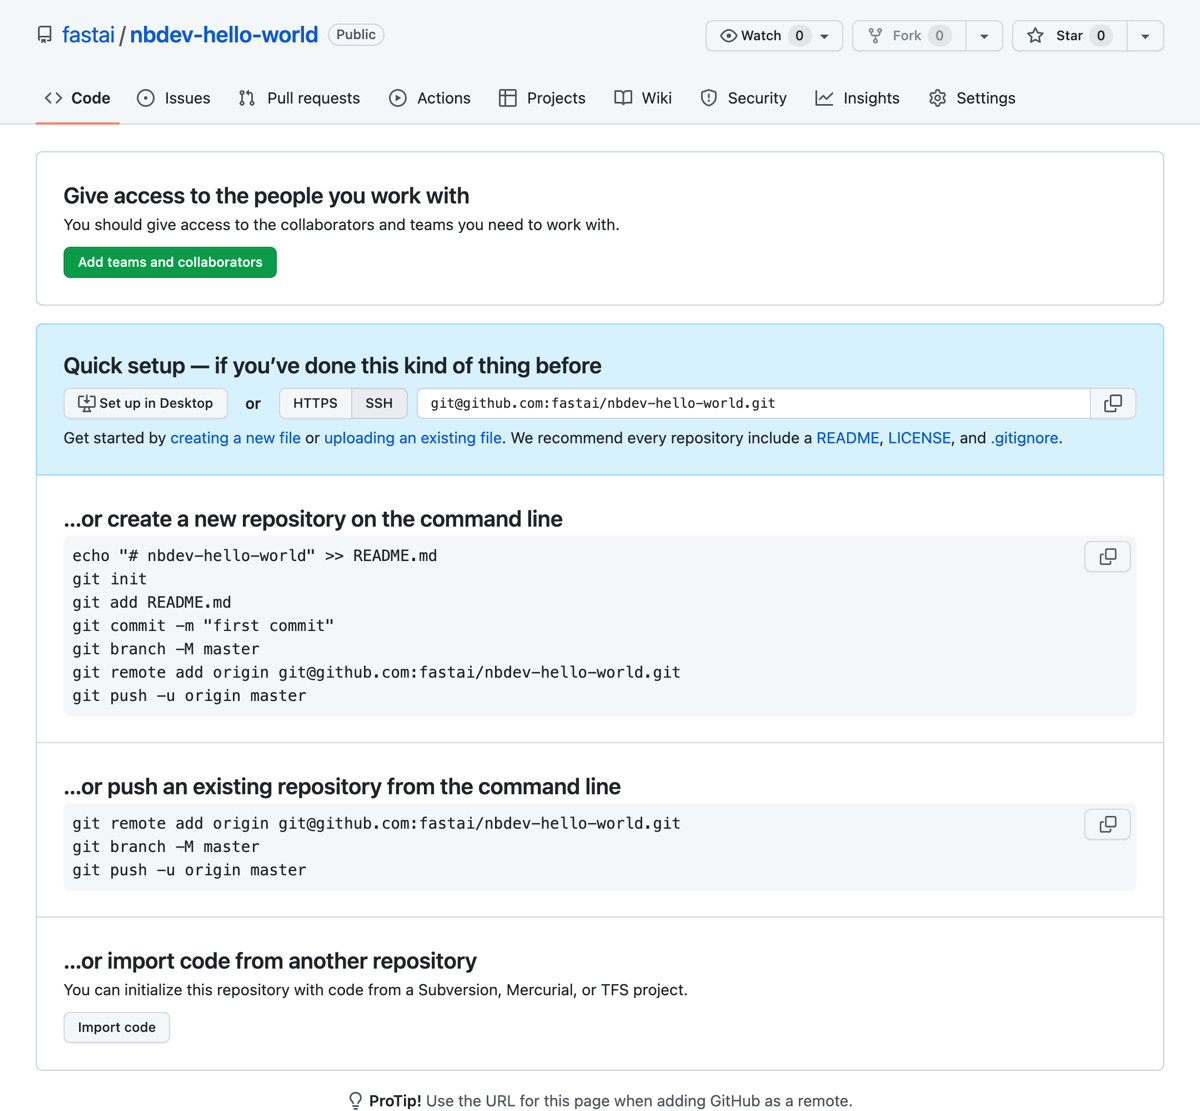 fastai / nbdev-hello-world Public Watch 0 Fork 0 Star 0
Code Issues Pull requests Actions Projects Wiki Security Insights Settings
Give access to the people you work with
You should give access to the collaborators and teams you need to work with.
Add teams and collaborators
Quick setup — if you’ve done this kind of thing before
Set up in Desktop or HTTPS SSH git@github.com:fastai/nbdev-hello-world.git
Get started by creating a new file or uploading an existing file. We recommend every repository include a README, LICENSE, and .gitignore.
…or create a new repository on the command line
echo "# nbdev-hello-world" >> README.md
git init
git add README.md
git commit -m "first commit"
git branch -M master
git remote add origin git@github.com:fastai/nbdev-hello-world.git
git push -u origin master
…or push an existing repository from the command line
git remote add origin git@github.com:fastai/nbdev-hello-world.git
git branch -M master
git push -u origin master
…or import code from another repository
You can initialize this repository with code from a Subversion, Mercurial, or TFS project.
Import code
ProTip! Use the URL for this page when adding GitHub as a remote.